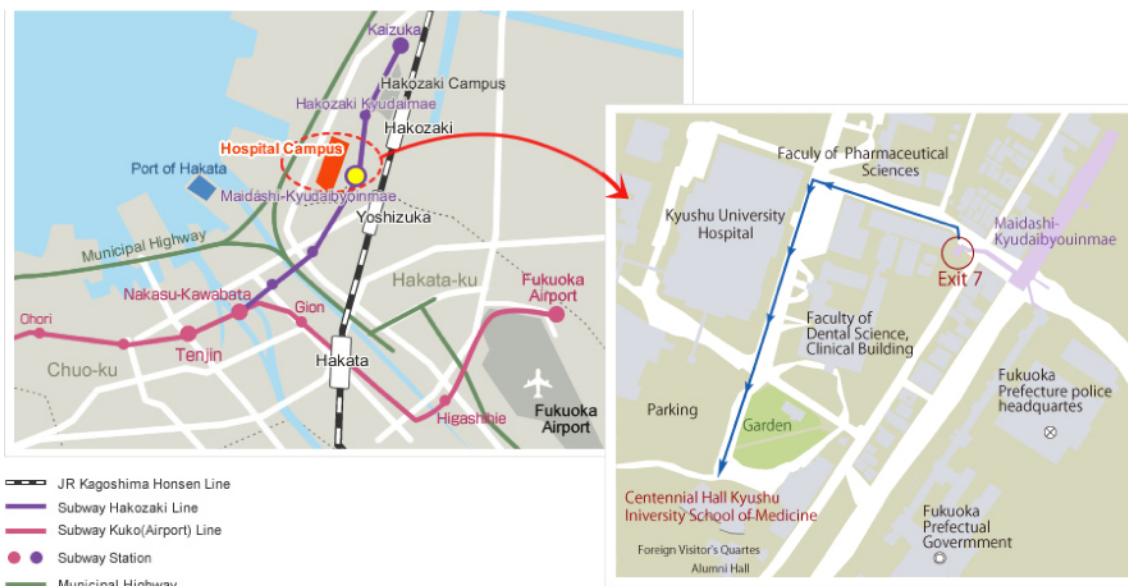 Kaizuka
Hakozaki Campus
Hakozaki Kyudaimae
Hakozaki
Hospital Campus
Port of Hakata
Maidashi-Kyudaibyoinmae
Yoshizuka
Municipal Highway
Hakata-ku
Nakasu-Kawabata
Gion
Fukuoka
Airport
Ohori
Tenjin
Hakata
Chuo-ku
Higashihie
Fukuoka
Airport
JR Kagoshima Honsen Line
Subway Hakozaki Line
Subway Kuko(Airport) Line
Subway Station
Municipal Highway
Faculy of Pharmaceutical
Sciences
Kyushu University
Hospital
Maidashi-
Kyudaibyouinmae
Exit 7
Faculty of
Dental Science,
Clinical Building
Fukuoka
Prefecture police
headquartes
Parking
Garden
Centennial Hall Kyushu
Iniversity School of Medicine
Fukuoka
Prefectual
Govermment
Foreign Visitor's Quartes
Alumni Hall